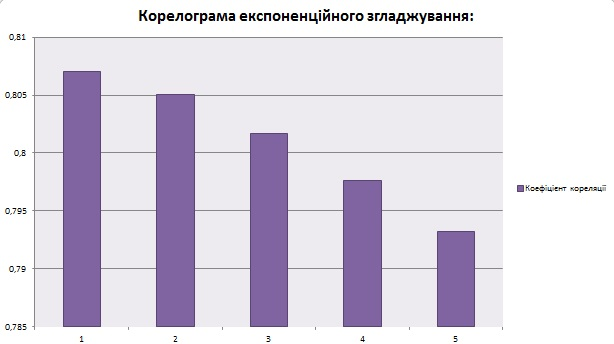 Корелограма експоненційного згладжування:
0,81
0,805
0,8
0,795
0,79
0,785
1 2 3 4 5
Коефіцієнт кореляції